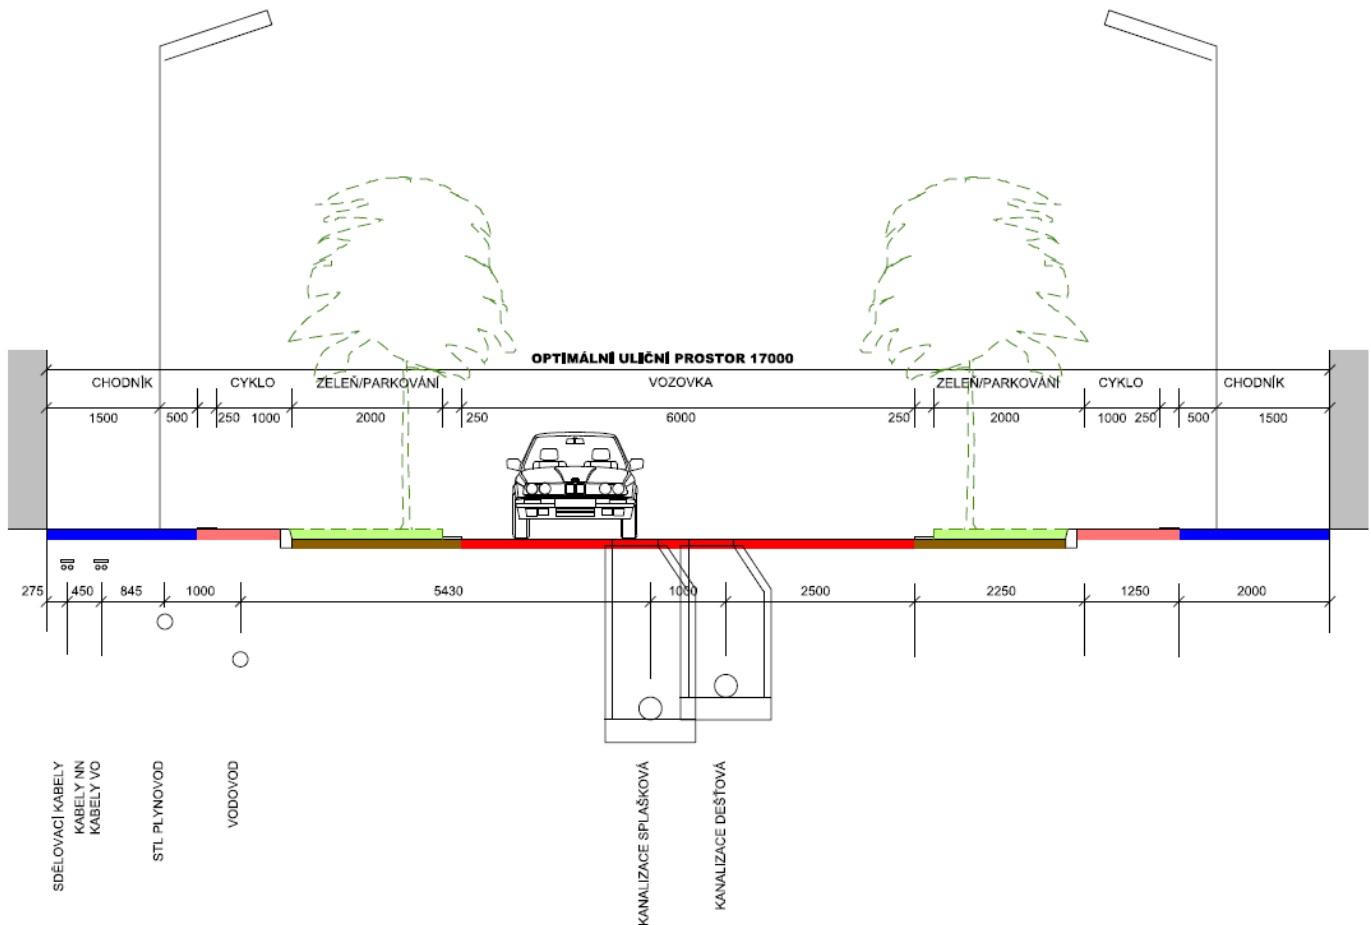 OPTIMÁLNÍ ULIČNÍ PROSTOR 17000
CHODNÍK CYKLO ZELEŇ/PARKOVÁNÍ VOZOVKA ZELEŇ/PARKOVÁNÍ CYKLO CHODNÍK
1500 500 250 1000 2000 250 6000 250 2000 1000 250 500 1500
275 450 845 1000 5430 1000 2500 2250 1250 2000
SDĚLOVACÍ KABELY
KABELY NN
KABELY VO
STL PLYNOVOD
VODOVOD
KANALIZACE SPLAŠKOVÁ
KANALIZACE DEŠŤOVÁ